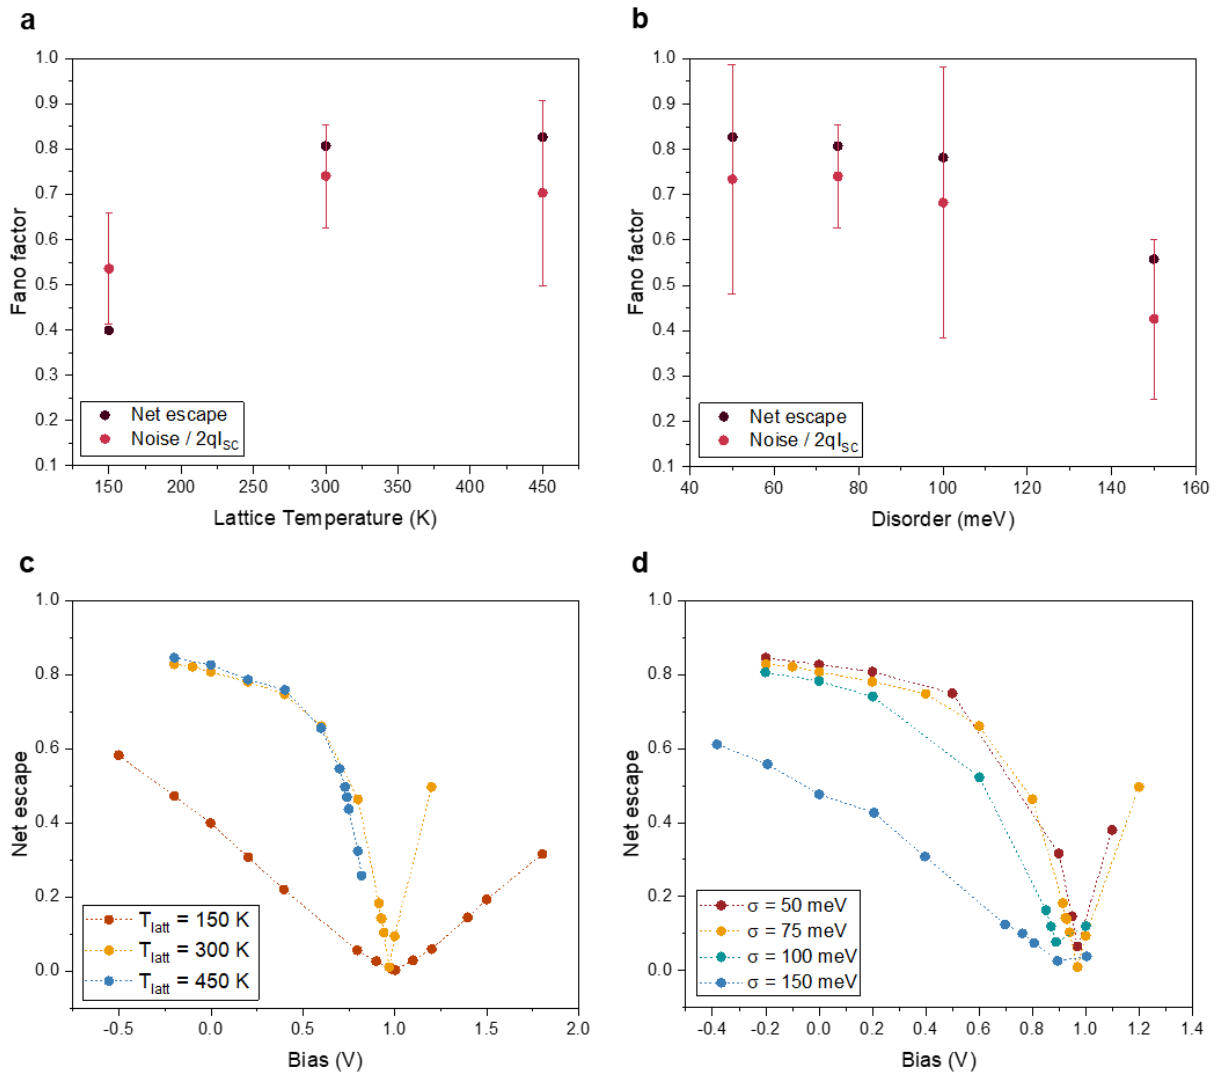 a
1.0
0.9
0.8
0.7
0.6
0.5
0.4
0.3
0.2
0.1
Fano factor
Net escape
Noise / 2qI_SC
150 200 250 300 350 400 450
Lattice Temperature (K)
b
1.0
0.9
0.8
0.7
0.6
0.5
0.4
0.3
0.2
0.1
Fano factor
Net escape
Noise / 2qI_SC
40 60 80 100 120 140 160
Disorder (meV)
c
1.0
0.8
0.6
0.4
0.2
0.0
Net escape
T_latt = 150 K
T_latt = 300 K
T_latt = 450 K
-0.5 0.0 0.5 1.0 1.5 2.0
Bias (V)
d
1.0
0.8
0.6
0.4
0.2
0.0
Net escape
σ = 50 meV
σ = 75 meV
σ = 100 meV
σ = 150 meV
-0.4 -0.2 0.0 0.2 0.4 0.6 0.8 1.0 1.2 1.4
Bias (V)